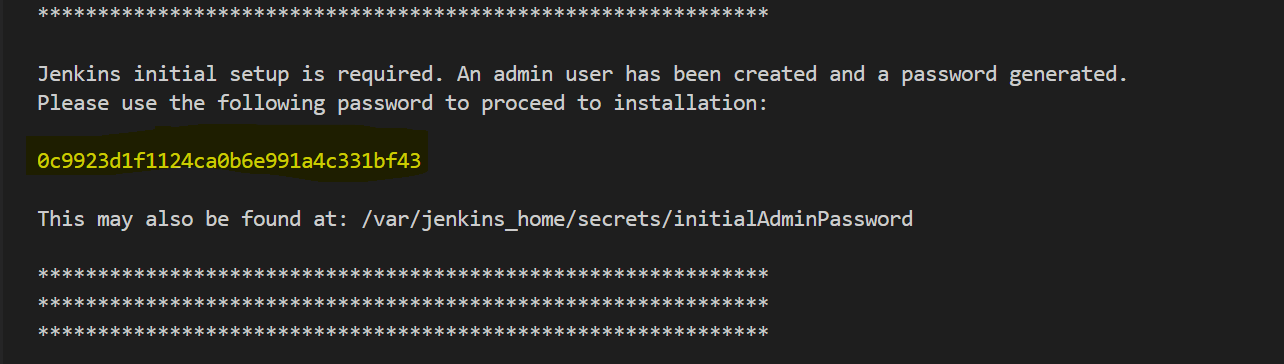 *************************************************************
Jenkins initial setup is required. An admin user has been created and a password generated.
Please use the following password to proceed to installation:
0c9923d1f1124ca0b6e991a4c331bf43
This may also be found at: /var/jenkins_home/secrets/initialAdminPassword
*************************************************************
*************************************************************
*************************************************************